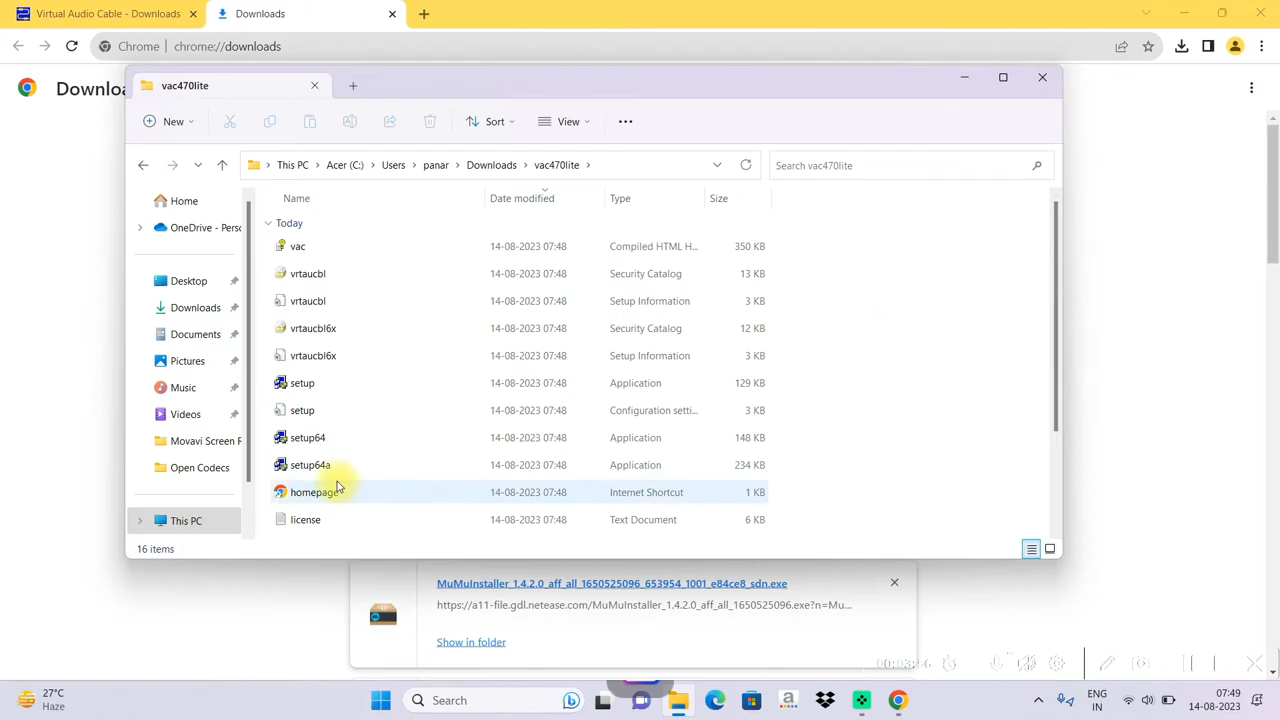 Virtual Audio Cable - Downloads
Downloads
Chrome
chrome://downloads
Downloa
vac470lite
New
Sort
View
This PC
Acer (C:)
Users
panar
Downloads
vac470lite
Search vac470lite
Home
OneDrive - Perso
Desktop
Downloads
Documents
Pictures
Music
Videos
Movavi Screen R
Open Codecs
This PC
Name Date modified Type Size
Today
vac 14-08-2023 07:48 Compiled HTML H... 350 KB
vrtaucbl 14-08-2023 07:48 Security Catalog 13 KB
vrtaucbl 14-08-2023 07:48 Setup Information 3 KB
vrtaucbl6x 14-08-2023 07:48 Security Catalog 12 KB
vrtaucbl6x 14-08-2023 07:48 Setup Information 3 KB
setup 14-08-2023 07:48 Application 129 KB
setup 14-08-2023 07:48 Configuration setti... 3 KB
setup64 14-08-2023 07:48 Application 148 KB
setup64a 14-08-2023 07:48 Application 234 KB
homepage 14-08-2023 07:48 Internet Shortcut 1 KB
license 14-08-2023 07:48 Text Document 6 KB
16 items
MuMuInstaller_1.4.2.0_aff_all_1650525096_653954_1001_e84ce8_sdn.exe
https://a11-file.gdl.netease.com/MuMuInstaller_1.4.2.0_aff_all_1650525096.exe?n=Mu...
Show in folder
27°C
Haze
Search
ENG
IN
07:49
14-08-2023